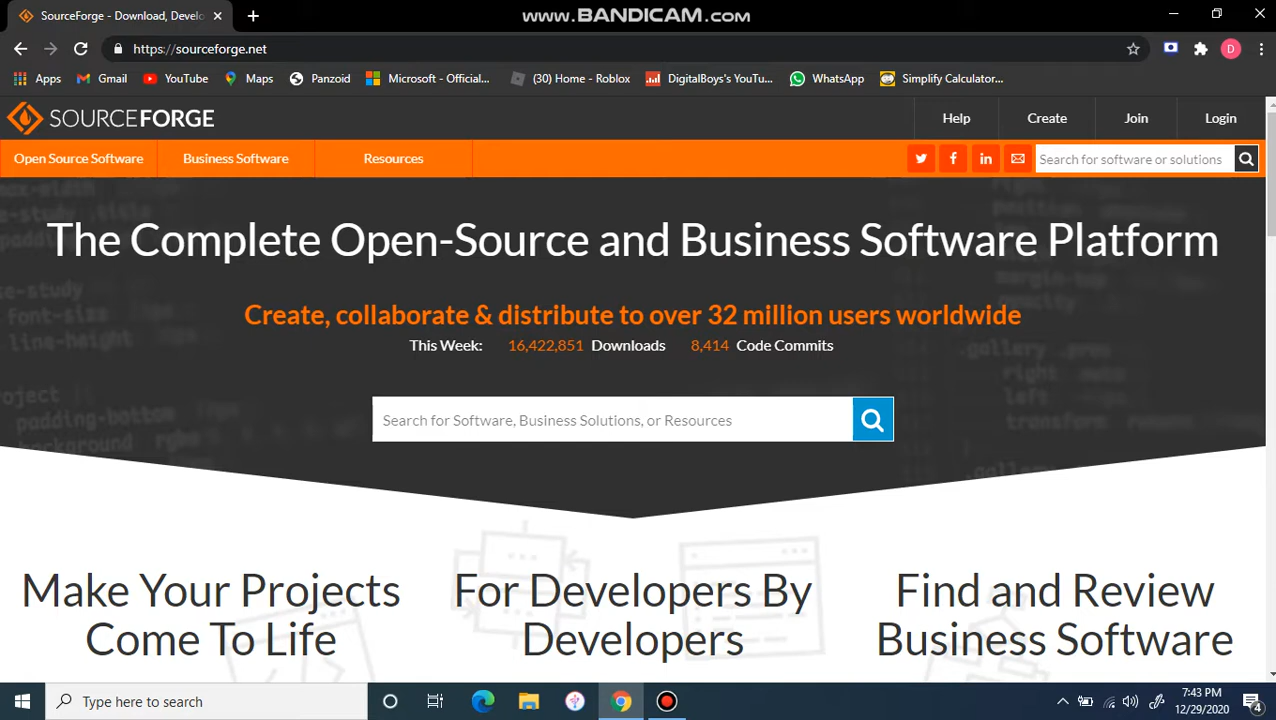 SourceForge - Download, Develo
www.BANDICAM.com
https://sourceforge.net
D
Apps
Gmail
YouTube
Maps
Panzoid
Microsoft - Official...
(30) Home - Roblox
DigitalBoys's YouTu...
WhatsApp
Simplify Calculator...
SOURCEFORGE
Help
Create
Join
Login
Open Source Software
Business Software
Resources
Search for software or solutions
The Complete Open-Source and Business Software Platform
Create, collaborate & distribute to over 32 million users worldwide
This Week: 16,422,851 Downloads 8,414 Code Commits
Search for Software, Business Solutions, or Resources
Make Your Projects
Come To Life
For Developers By
Developers
Find and Review
Business Software
Type here to search
7:43 PM
12/29/2020
4